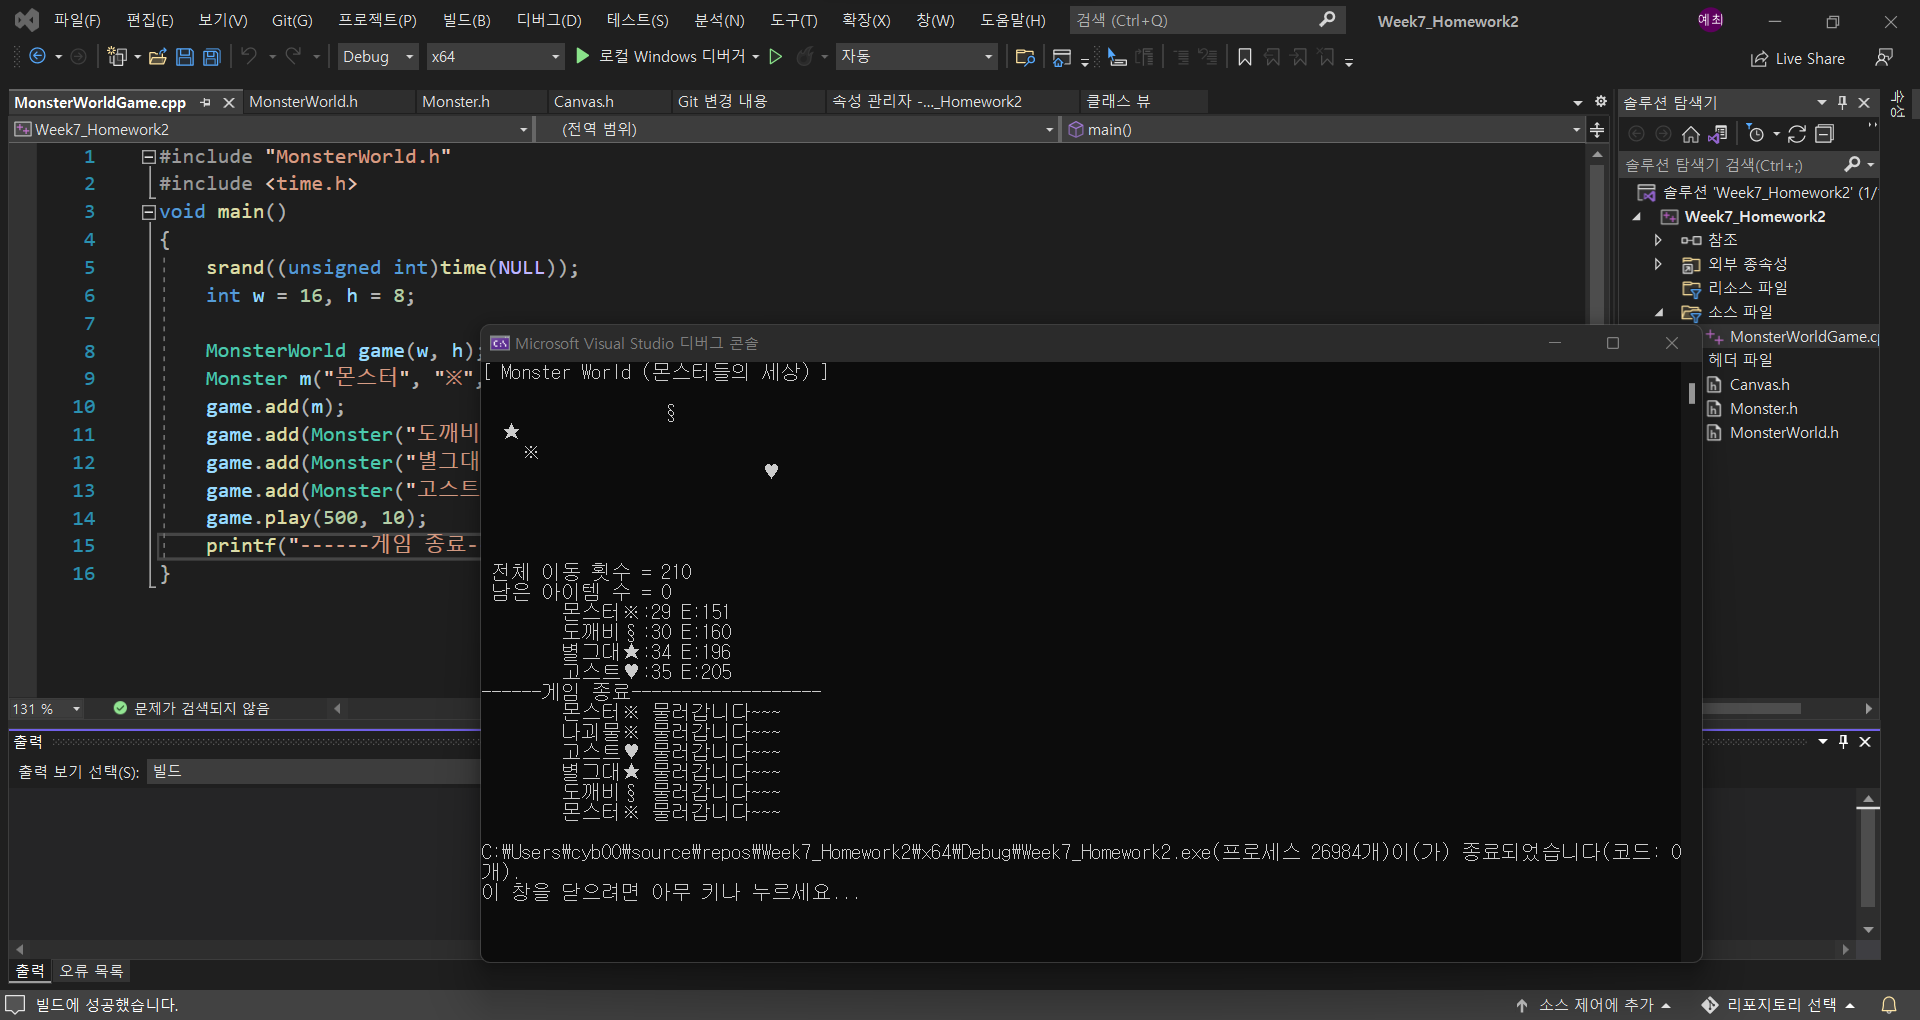 파일(F) 편집(E) 보기(V) Git(G) 프로젝트(P) 빌드(B) 디버그(D) 테스트(S) 분석(N) 도구(T) 확장(X) 창(W) 도움말(H) 검색 (Ctrl+Q) Week7_Homework2 예최
Debug x64 로컬 Windows 디버거 자동 Live Share
MonsterWorldGame.cpp MonsterWorld.h Monster.h Canvas.h Git 변경 내용 속성 관리자 -..._Homework2 클래스 뷰
Week7_Homework2 (전역 범위) main()
1 #include "MonsterWorld.h"
2 #include <time.h>
3 void main()
4 {
5 srand((unsigned int)time(NULL));
6 int w = 16, h = 8;
7
8 MonsterWorld game(w, h);
9 Monster m("몬스터", "※",
10 game.add(m);
11 game.add(Monster("도깨비
12 game.add(Monster("별그대
13 game.add(Monster("고스트
14 game.play(500, 10);
15 printf("------게임 종료-
16 }
131 % 문제가 검색되지 않음
솔루션 탐색기
속성
솔루션 탐색기 검색(Ctrl+;)
솔루션 'Week7_Homework2' (1/
Week7_Homework2
참조
외부 종속성
리소스 파일
소스 파일
MonsterWorldGame.cp
헤더 파일
Canvas.h
Monster.h
MonsterWorld.h
Microsoft Visual Studio 디버그 콘솔
[ Monster World (몬스터들의 세상) ]
§
★
※
♥
전체 이동 횟수 = 210
남은 아이템 수 = 0
몬스터※:29 E:151
도깨비§:30 E:160
별그대★:34 E:196
고스트♥:35 E:205
------게임 종료-------------------
몬스터※ 물러갑니다~~~
나괴물※ 물러갑니다~~~
고스트♥ 물러갑니다~~~
별그대★ 물러갑니다~~~
도깨비§ 물러갑니다~~~
몬스터※ 물러갑니다~~~
C:₩Users₩cyb00₩source₩repos₩Week7_Homework2₩x64₩Debug₩Week7_Homework2.exe(프로세스 26984개)이(가) 종료되었습니다(코드: 0
개).
이 창을 닫으려면 아무 키나 누르세요...
출력
출력 보기 선택(S): 빌드
출력 오류 목록
빌드에 성공했습니다. 소스 제어에 추가 리포지토리 선택